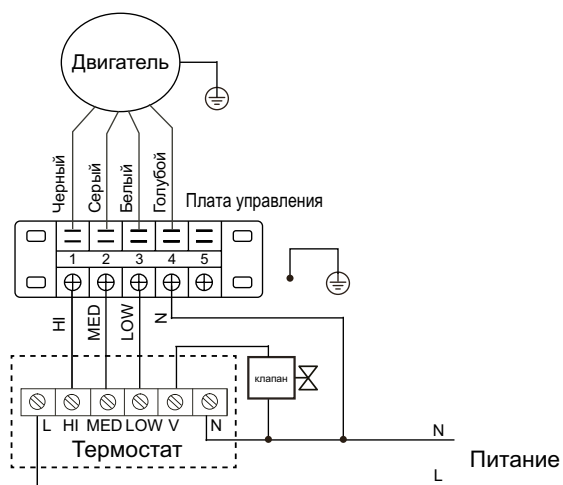 Двигатель
Черный
Серый
Белый
Голубой
Плата управления
1 2 3 4 5
HI
MED
LOW
N
клапан
L HI MED LOW V N
Термостат
N
L
Питание